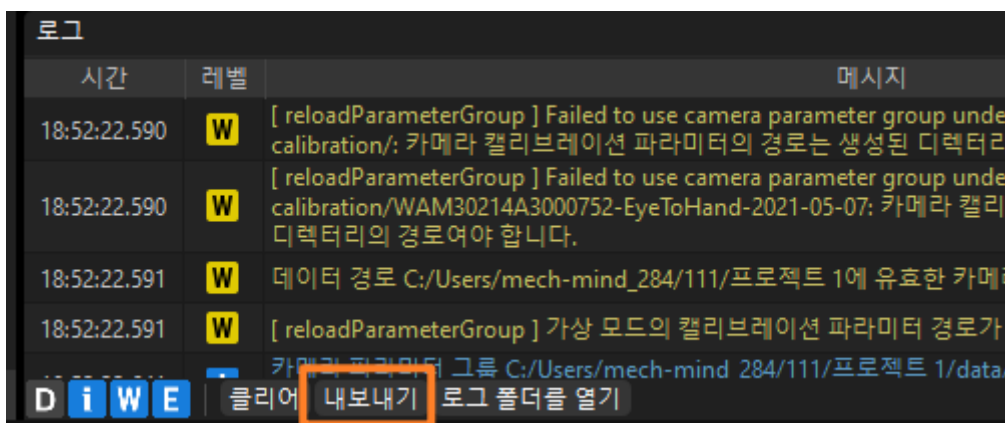 로그
시간 레벨 메시지
18:52:22.590 W [ reloadParameterGroup ] Failed to use camera parameter group unde
calibration/: 카메라 캘리브레이션 파라미터의 경로는 생성된 디렉터리
18:52:22.590 W [ reloadParameterGroup ] Failed to use camera parameter group unde
calibration/WAM30214A3000752-EyeToHand-2021-05-07: 카메라 캘리
디렉터리의 경로여야 합니다.
18:52:22.591 W 데이터 경로 C:/Users/mech-mind_284/111/프로젝트 1에 유효한 카메
18:52:22.591 W [ reloadParameterGroup ] 가상 모드의 캘리브레이션 파라미터 경로가
카메라 파라미터 그룹 C:/Users/mech-mind_284/111/프로젝트 1/data/
D i W E 클리어 내보내기 로그 폴더를 열기